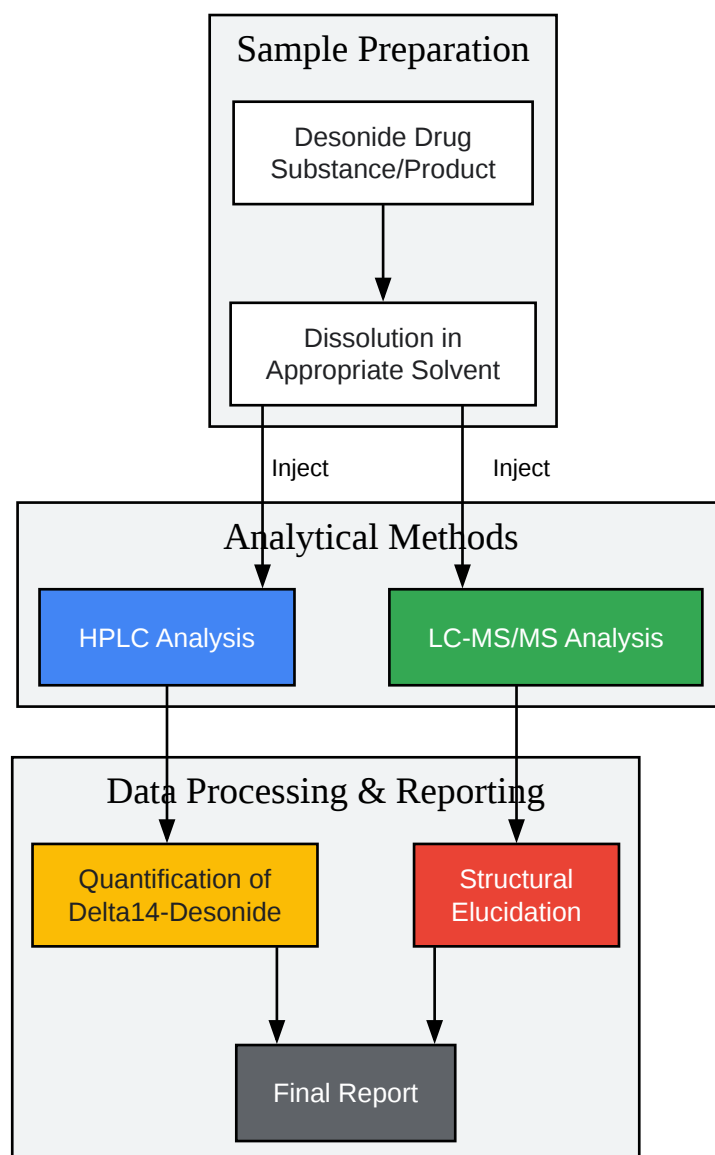 Sample Preparation
Desonide Drug
Substance/Product
Dissolution in
Appropriate Solvent
Inject
Inject
Analytical Methods
HPLC Analysis
LC-MS/MS Analysis
Data Processing & Reporting
Quantification of
Delta14-Desonide
Structural
Elucidation
Final Report